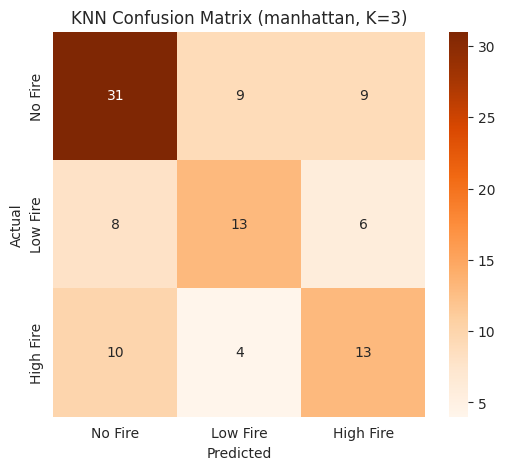 KNN Confusion Matrix (manhattan, K=3)
No Fire
31 9 9
Low Fire
8 13 6
High Fire
10 4 13
Actual
No Fire Low Fire High Fire
Predicted
30
25
20
15
10
5